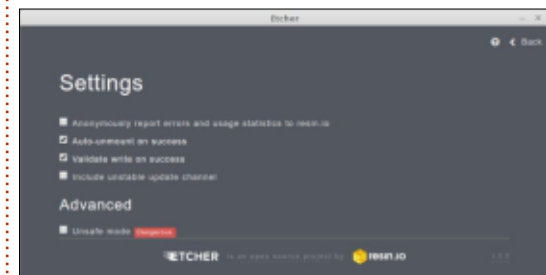 Etcher
Back
Settings
Anonymously report errors and usage statistics to resin.io
Auto-unmount on success
Validate write on success
Include unstable update channel
Advanced
Unsafe mode Dangerous
ETCHER is an open source project by resin.io